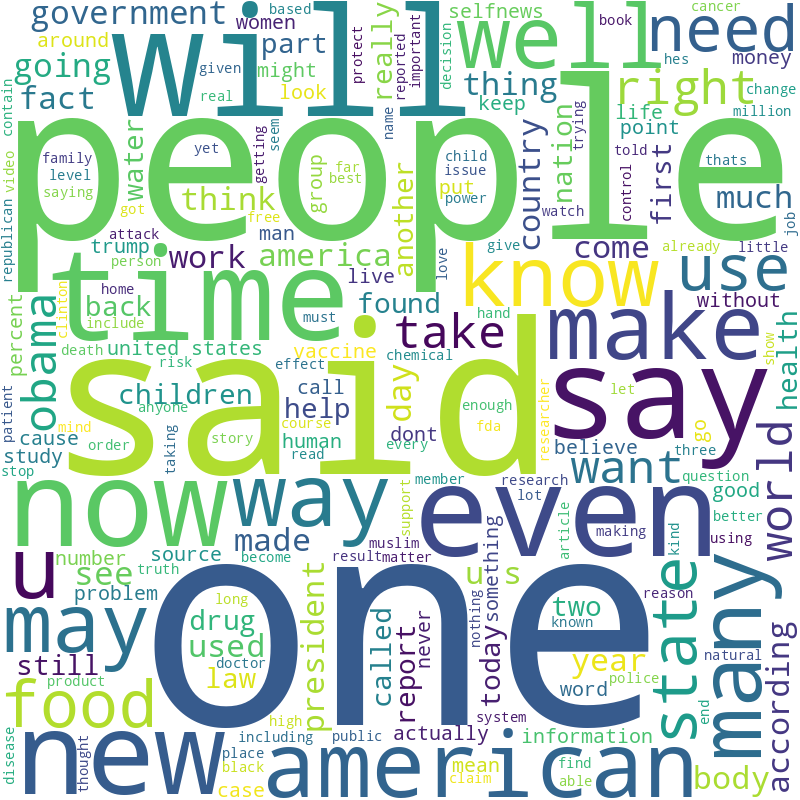 government
based
women
selfnews
book
cancer
around
part
will
well
need
hes
money
going
given
might
really
protect
reported
important
decision
thing
right
fact
real
look
keep
life
change
contain
people
name
point
million
water
yet
getting
seem
group
far
best
child
issue
put
country
nation
trying
told
thats
first
control
family
level
saying
video
republican
think
another
power
watch
much
job
got
free
attack
trump
person
work
man
america
live
love
give
come
already
little
home
back
include
time
must
found
know
use
without
percent
clinton
obama
hand
take
make
show
health
death
united states
risk
effect
vaccine
chemical
said
say
patient
mind
children
anyone
call
help
day
enough
let
cause
order
story
course
human
dont
fda
every
researcher
believe
go
three
study
taking
read
stop
now
way
support
member
research
lot
even
want
question
good
world
better
number
source
made
muslim
result
matter
making
something
article
kind
using
u
see
truth
become
u s
reason
problem
one
state
many
may
long
drug
used
president
called
report
never
today
nothing
two
known
according
still
doctor
law
year
natural
product
word
police
food
high
system
end
disease
new
thought
including
public
actually
information
place
black
american
mean
claim
find
able
body
case